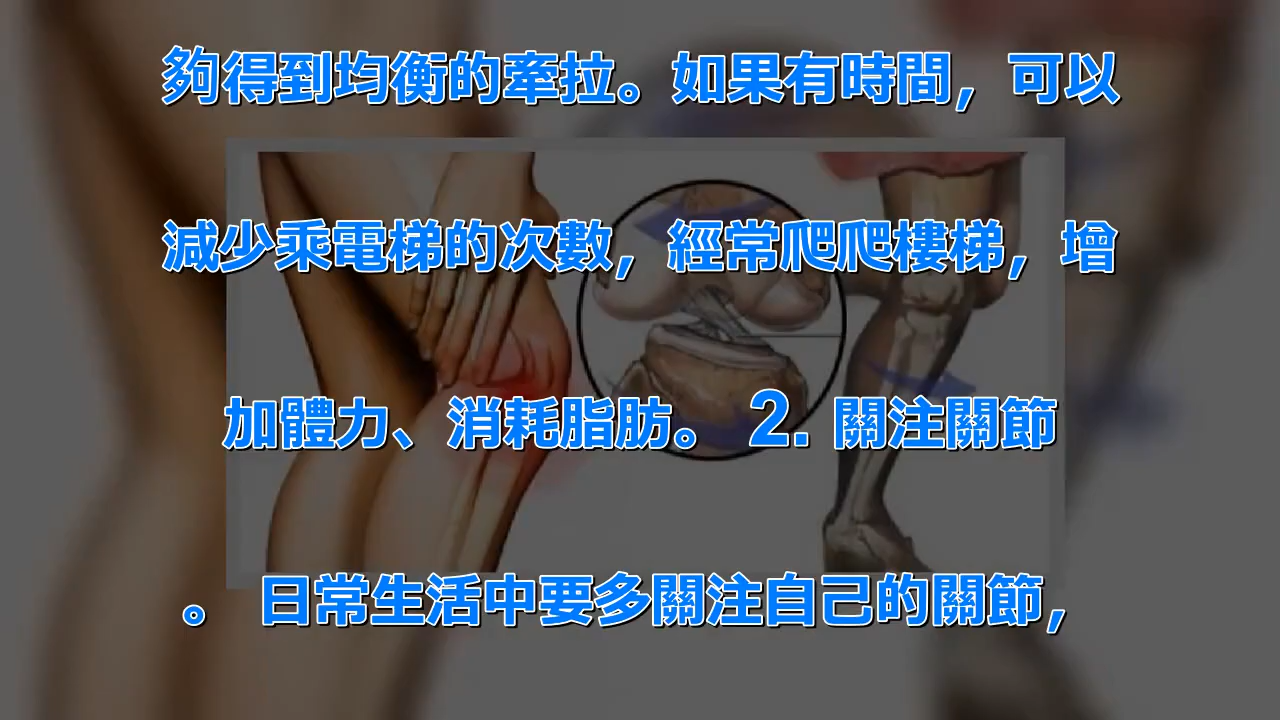 夠得到均衡的牽拉。如果有時間，可以
減少乘電梯的次數，經常爬爬樓梯，增
加體力、消耗脂肪。 2. 關注關節
。 日常生活中要多關注自己的關節，